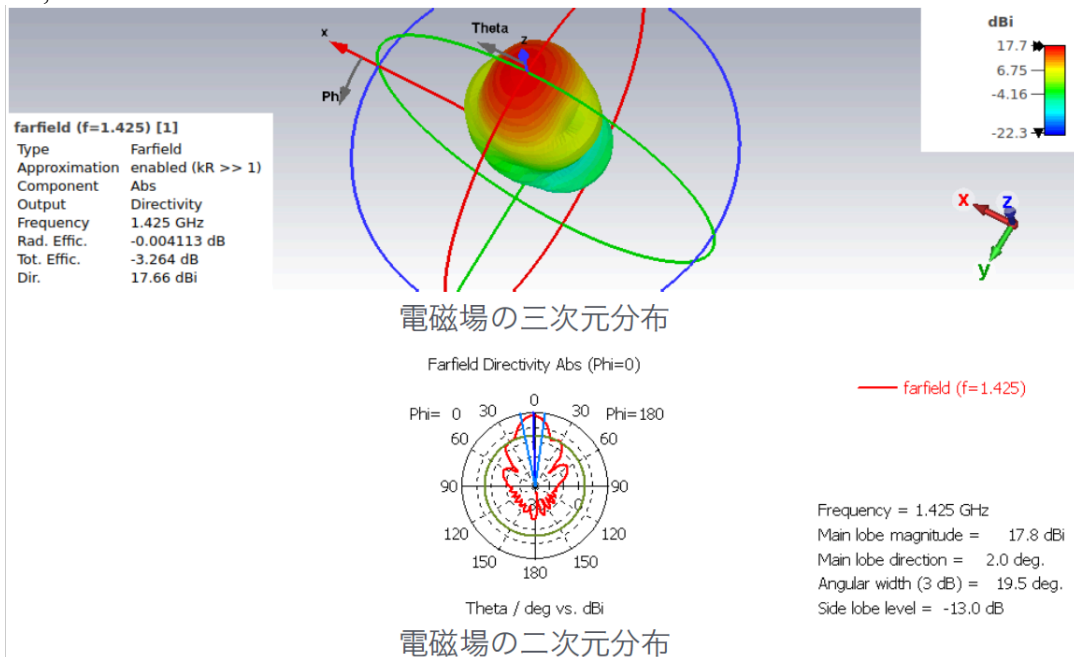 x
Theta
z
Ph
dBi
17.7
6.75
-4.16
-22.3
farfield (f=1.425) [1]
Type Farfield
Approximation enabled (kR >> 1)
Component Abs
Output Directivity
Frequency 1.425 GHz
Rad. Effic. -0.004113 dB
Tot. Effic. -3.264 dB
Dir. 17.66 dBi
x
z
y
電磁場の三次元分布
Farfield Directivity Abs (Phi=0)
farfield (f=1.425)
Phi= 0 30 0 30 Phi=180
60 60
90 0 90
120 120
150 150
180
Theta / deg vs. dBi
Frequency = 1.425 GHz
Main lobe magnitude = 17.8 dBi
Main lobe direction = 2.0 deg.
Angular width (3 dB) = 19.5 deg.
Side lobe level = -13.0 dB
電磁場の二次元分布